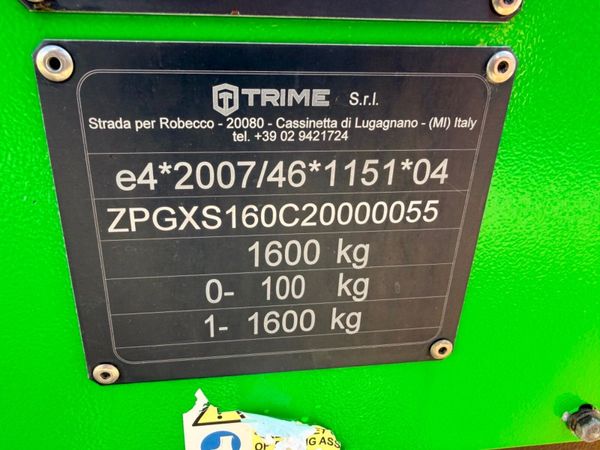 TRIME S.r.l.
Strada per Robecco - 20080 - Cassinetta di Lugagnano - (MI) Italy
tel. +39 02 9421724
e4*2007/46*1151*04
ZPGXS160C20000055
1600 kg
0- 100 kg
1- 1600 kg